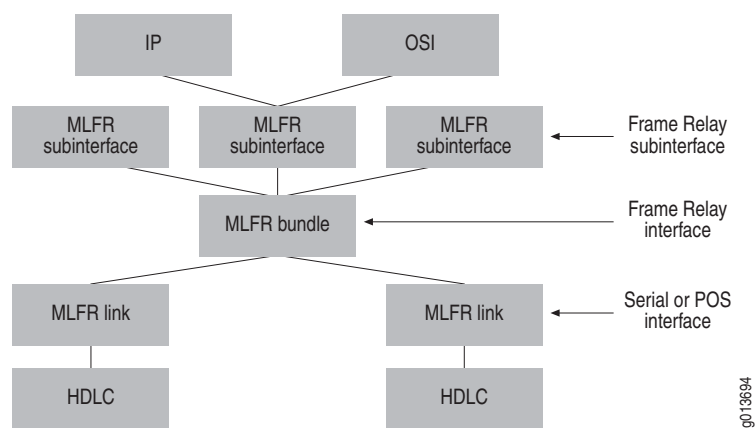 IP
OSI
MLFR
subinterface
MLFR
subinterface
MLFR
subinterface
Frame Relay
subinterface
MLFR bundle
Frame Relay
interface
MLFR link
MLFR link
Serial or POS
interface
HDLC
HDLC
g013694